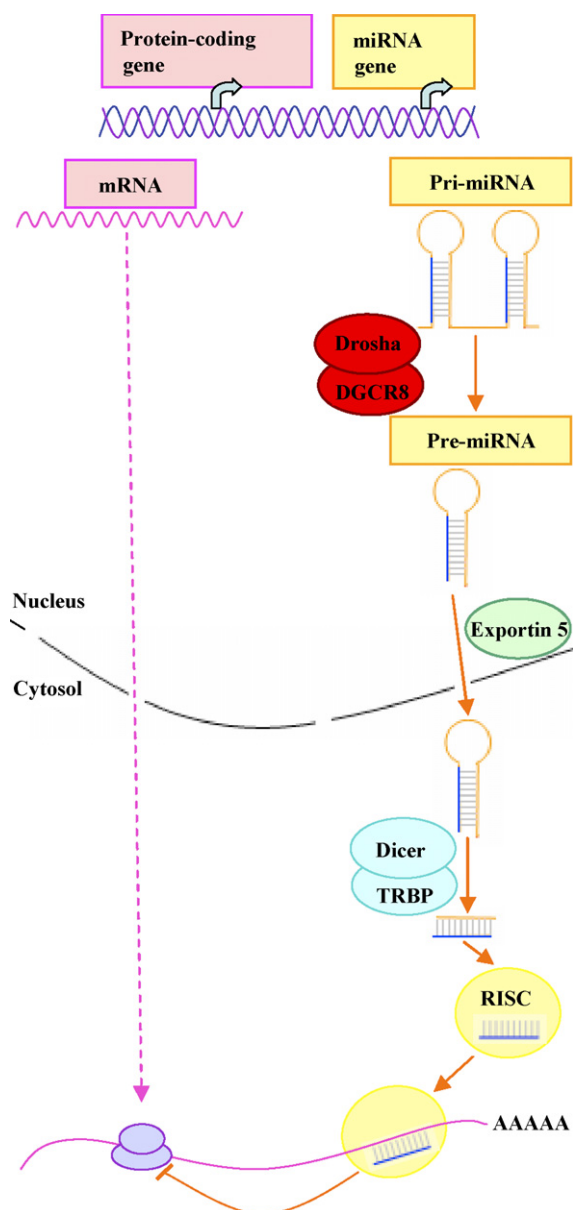 Protein-coding
gene
miRNA
gene
mRNA
Pri-miRNA
Drosha
DGCR8
Pre-miRNA
Nucleus
Exportin 5
Cytosol
Dicer
TRBP
RISC
AAAAA